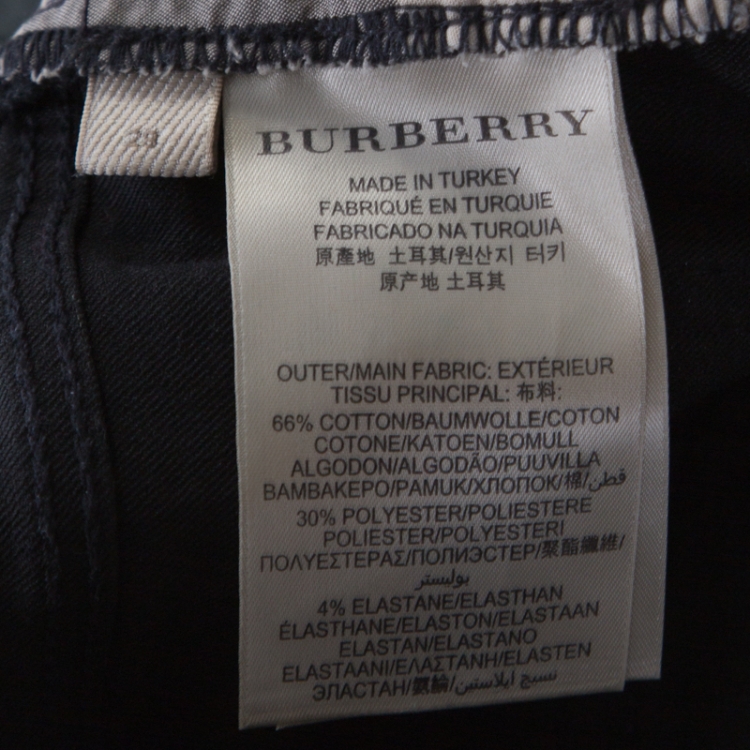 28
BURBERRY
MADE IN TURKEY
FABRIQUÉ EN TURQUIE
FABRICADO NA TURQUIA
原產地 土耳其/원산지 터키
原产地 土耳其
OUTER/MAIN FABRIC: EXTÉRIEUR
TISSU PRINCIPAL: 布料:
66% COTTON/BAUMWOLLE/COTON
COTONE/KATOEN/BOMULL
ALGODON/ALGODÃO/PUUVILLA
ΒΑΜΒΑΚΕΡΟ/PAMUK/ХЛОПОК/棉/قطن
30% POLYESTER/POLIESTERE
POLIESTER/POLYESTERI
ΠΟΛΥΕΣΤΕΡΑΣ/ПОЛИЭСТЕР/聚酯纖維/
بوليستر
4% ELASTANE/ELASTHAN
ÉLASTHANE/ELASTON/ELASTAAN
ELASTAN/ELASTANO
ELASTAANI/ΕΛΑΣΤΑΝΗ/ELASTEN
ЭЛАСТАН/氨綸/نسيج إيلاستين